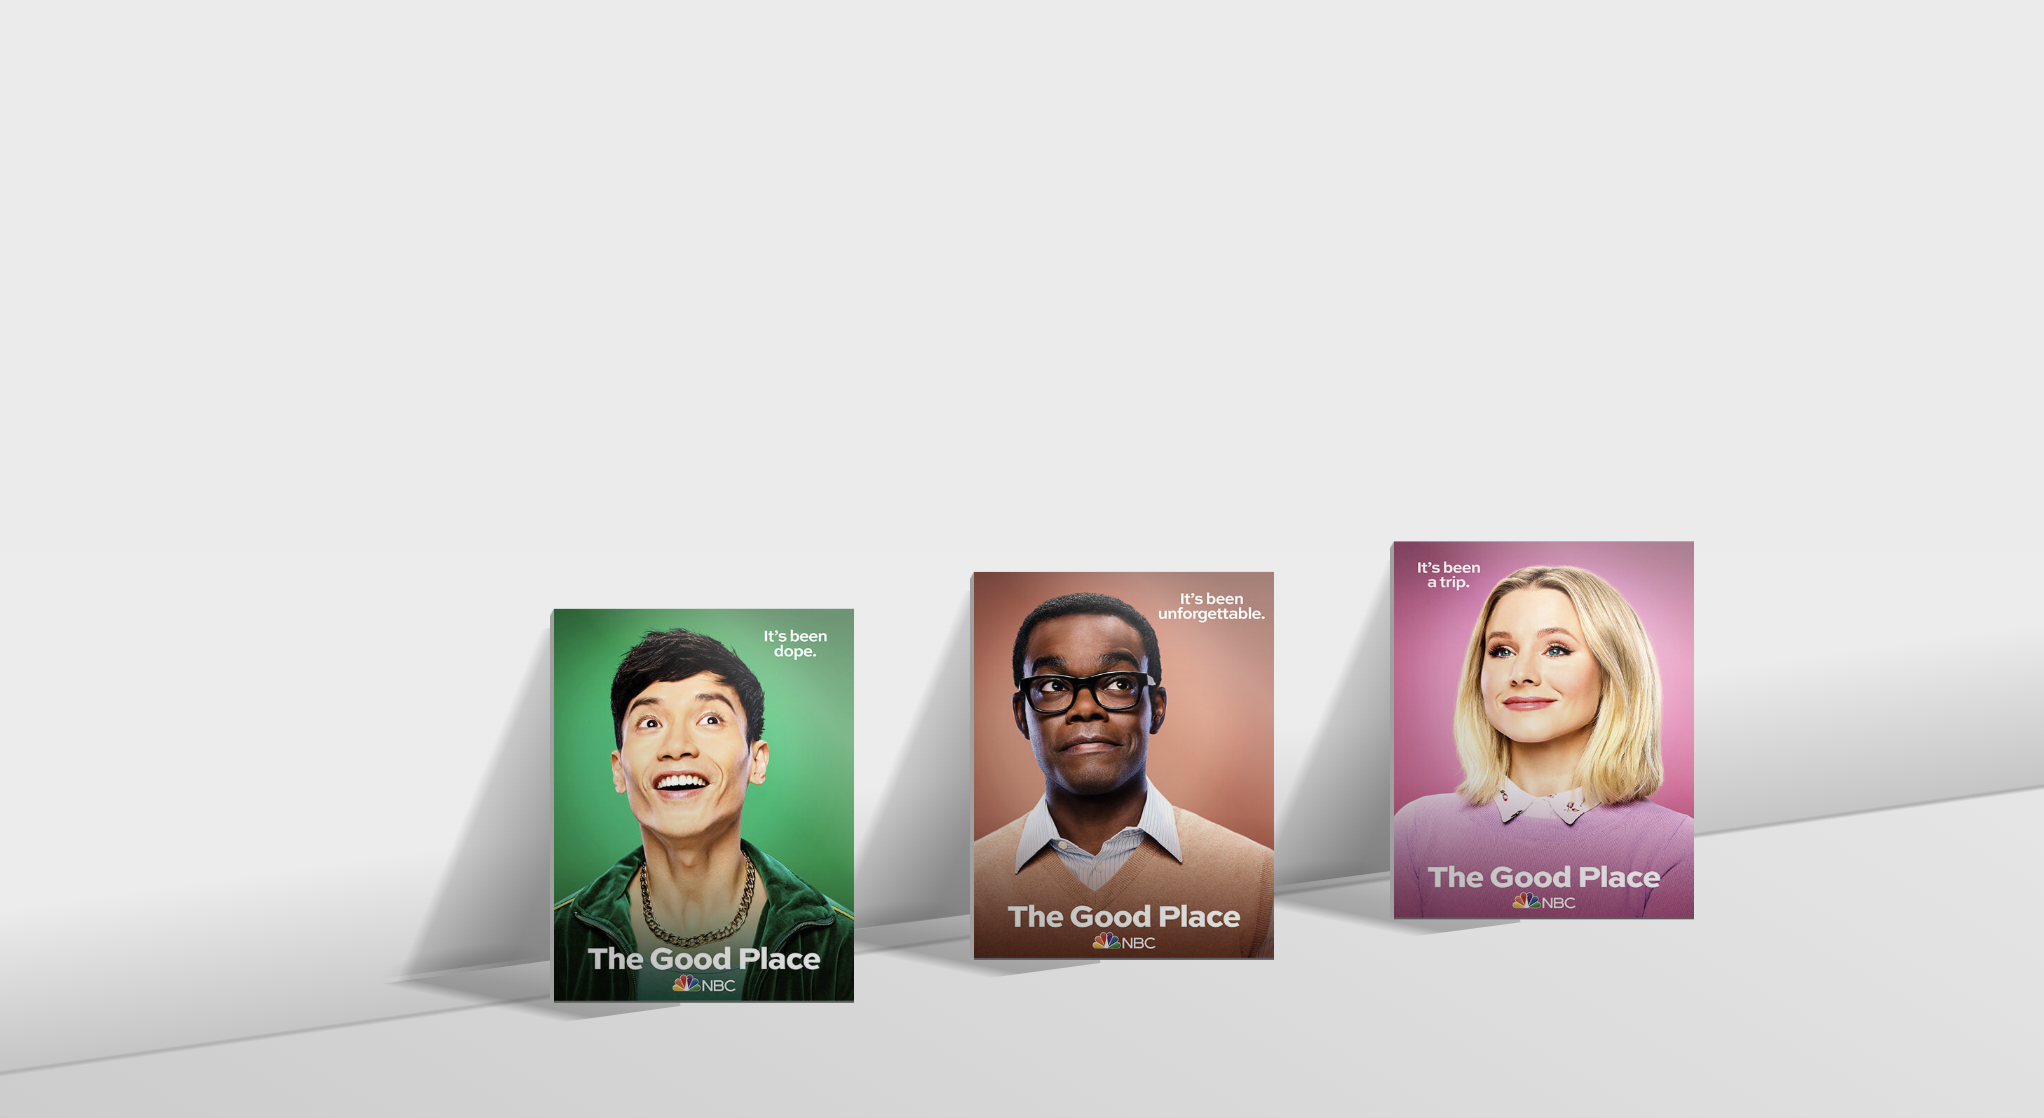 It's been
dope.
The Good Place
NBC
It's been
unforgettable.
The Good Place
NBC
It's been
a trip.
The Good Place
NBC